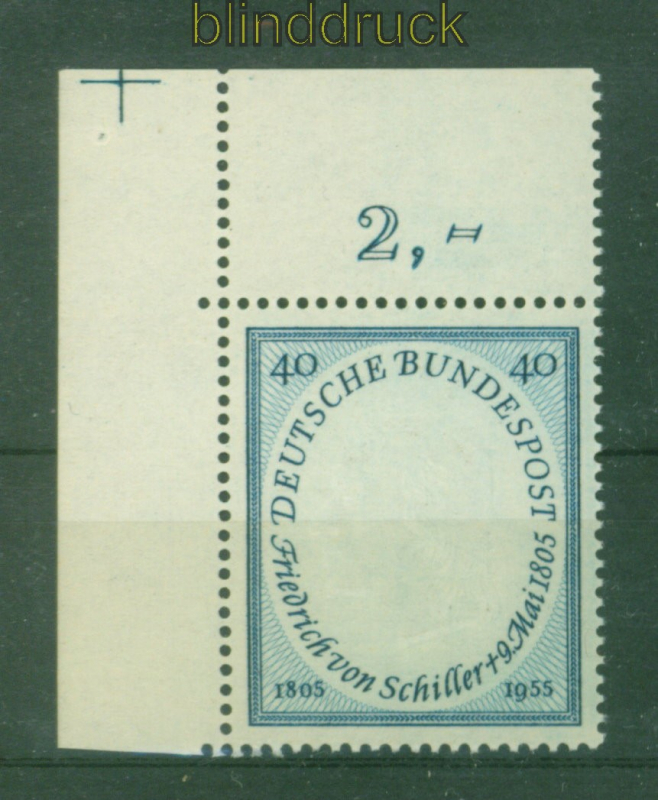 blinddruck
2,=
40 40
DEUTSCHE BUNDESPOST
Friedrich von Schiller + 9. Mai 1805
1805 1955